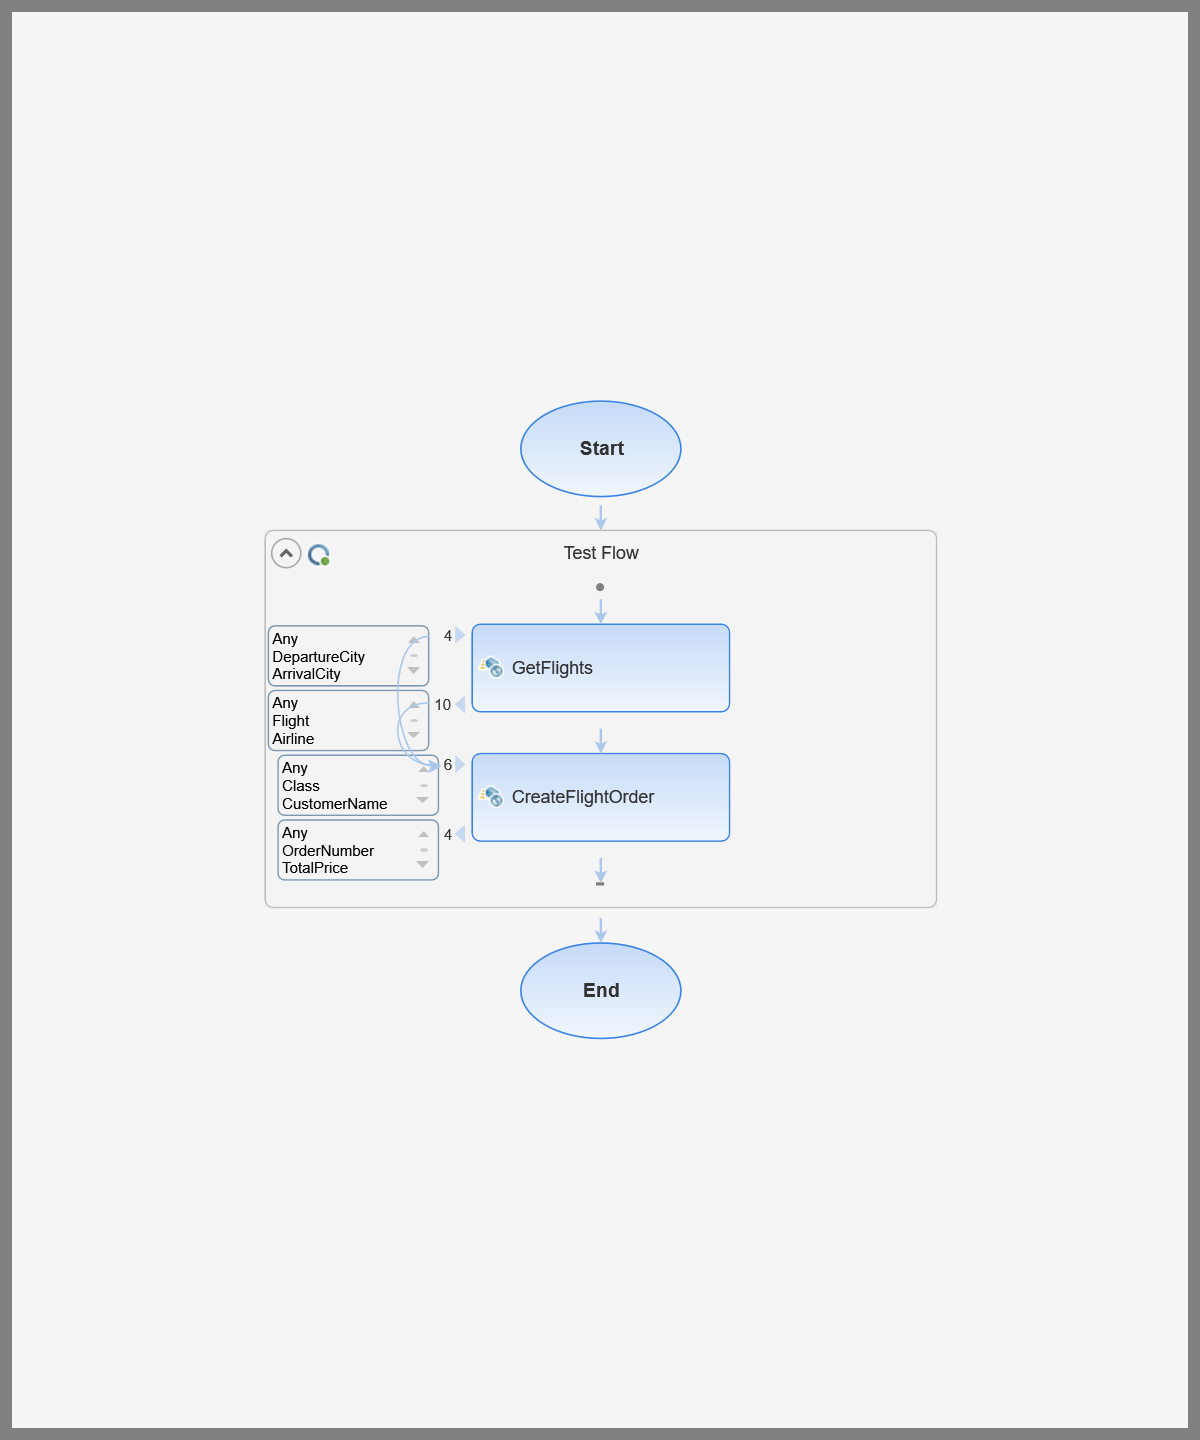 Start
Test Flow
Any
DepartureCity
ArrivalCity
4
GetFlights
Any
Flight
Airline
10
Any
Class
CustomerName
6
CreateFlightOrder
Any
OrderNumber
TotalPrice
4
End